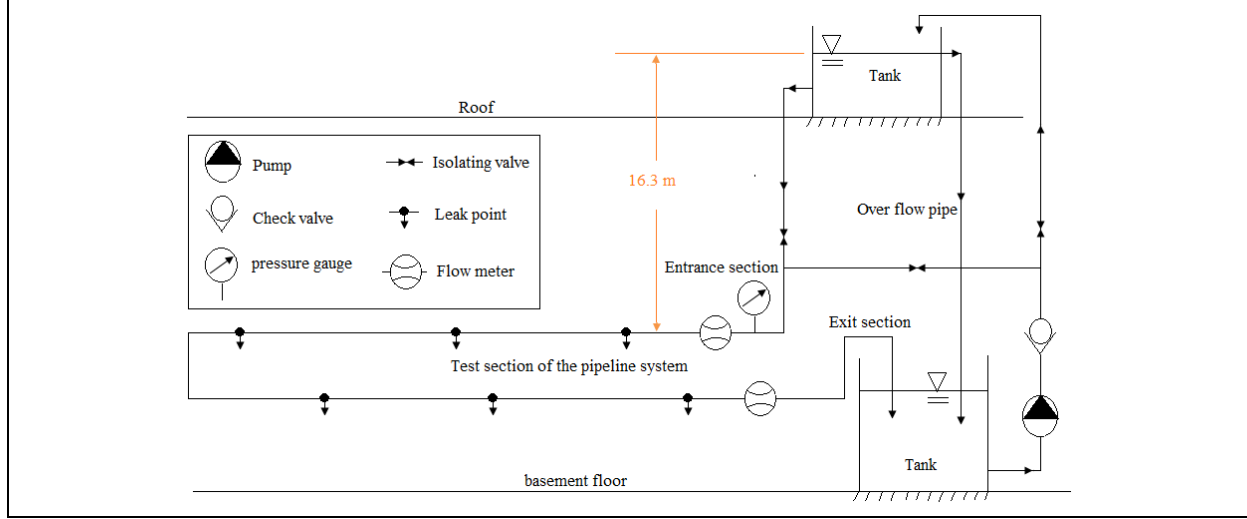 Tank
Roof
Pump
Isolating valve
16.3 m
Check valve
Leak point
Over flow pipe
pressure gauge
Flow meter
Entrance section
Exit section
Test section of the pipeline system
Tank
basement floor